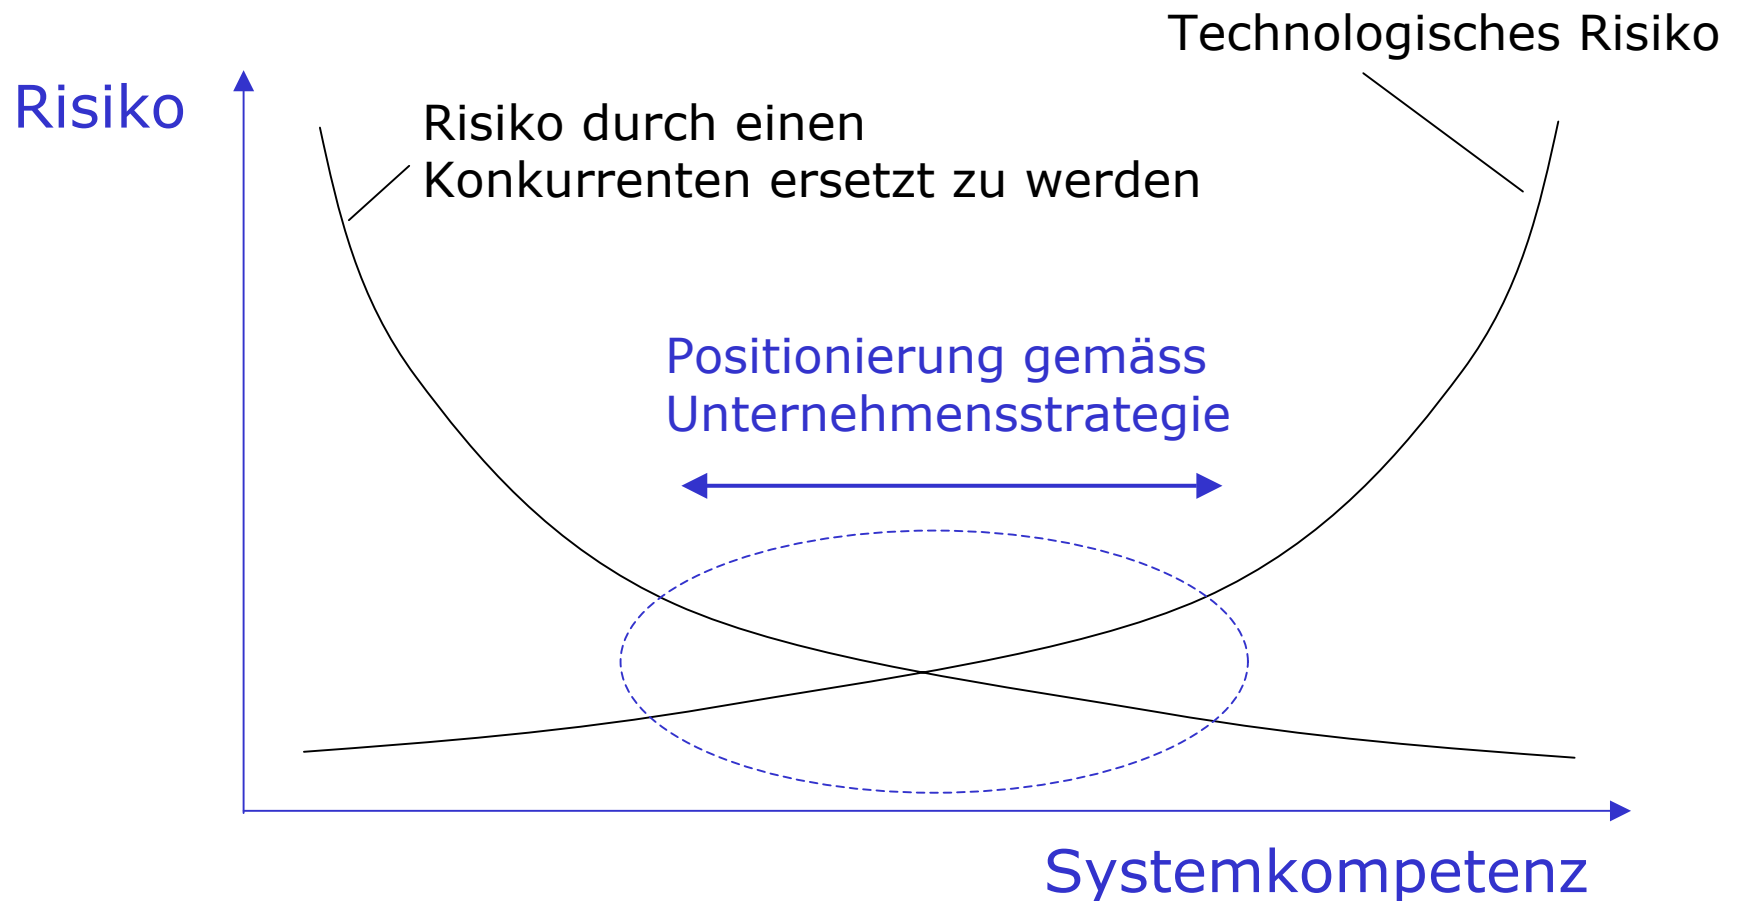 Technologisches Risiko
Risiko
Risiko durch einen
Konkurrenten ersetzt zu werden
Positionierung gemäss
Unternehmensstrategie
Systemkompetenz